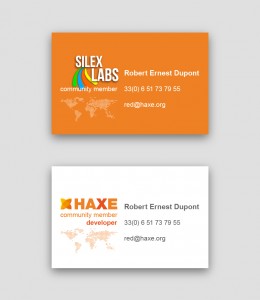 SILEX
LABS
community member
Robert Ernest Dupont
33(0) 6 51 73 79 55
red@haxe.org
HAXE
community member
developer
Robert Ernest Dupont
33(0) 6 51 73 79 55
red@haxe.org